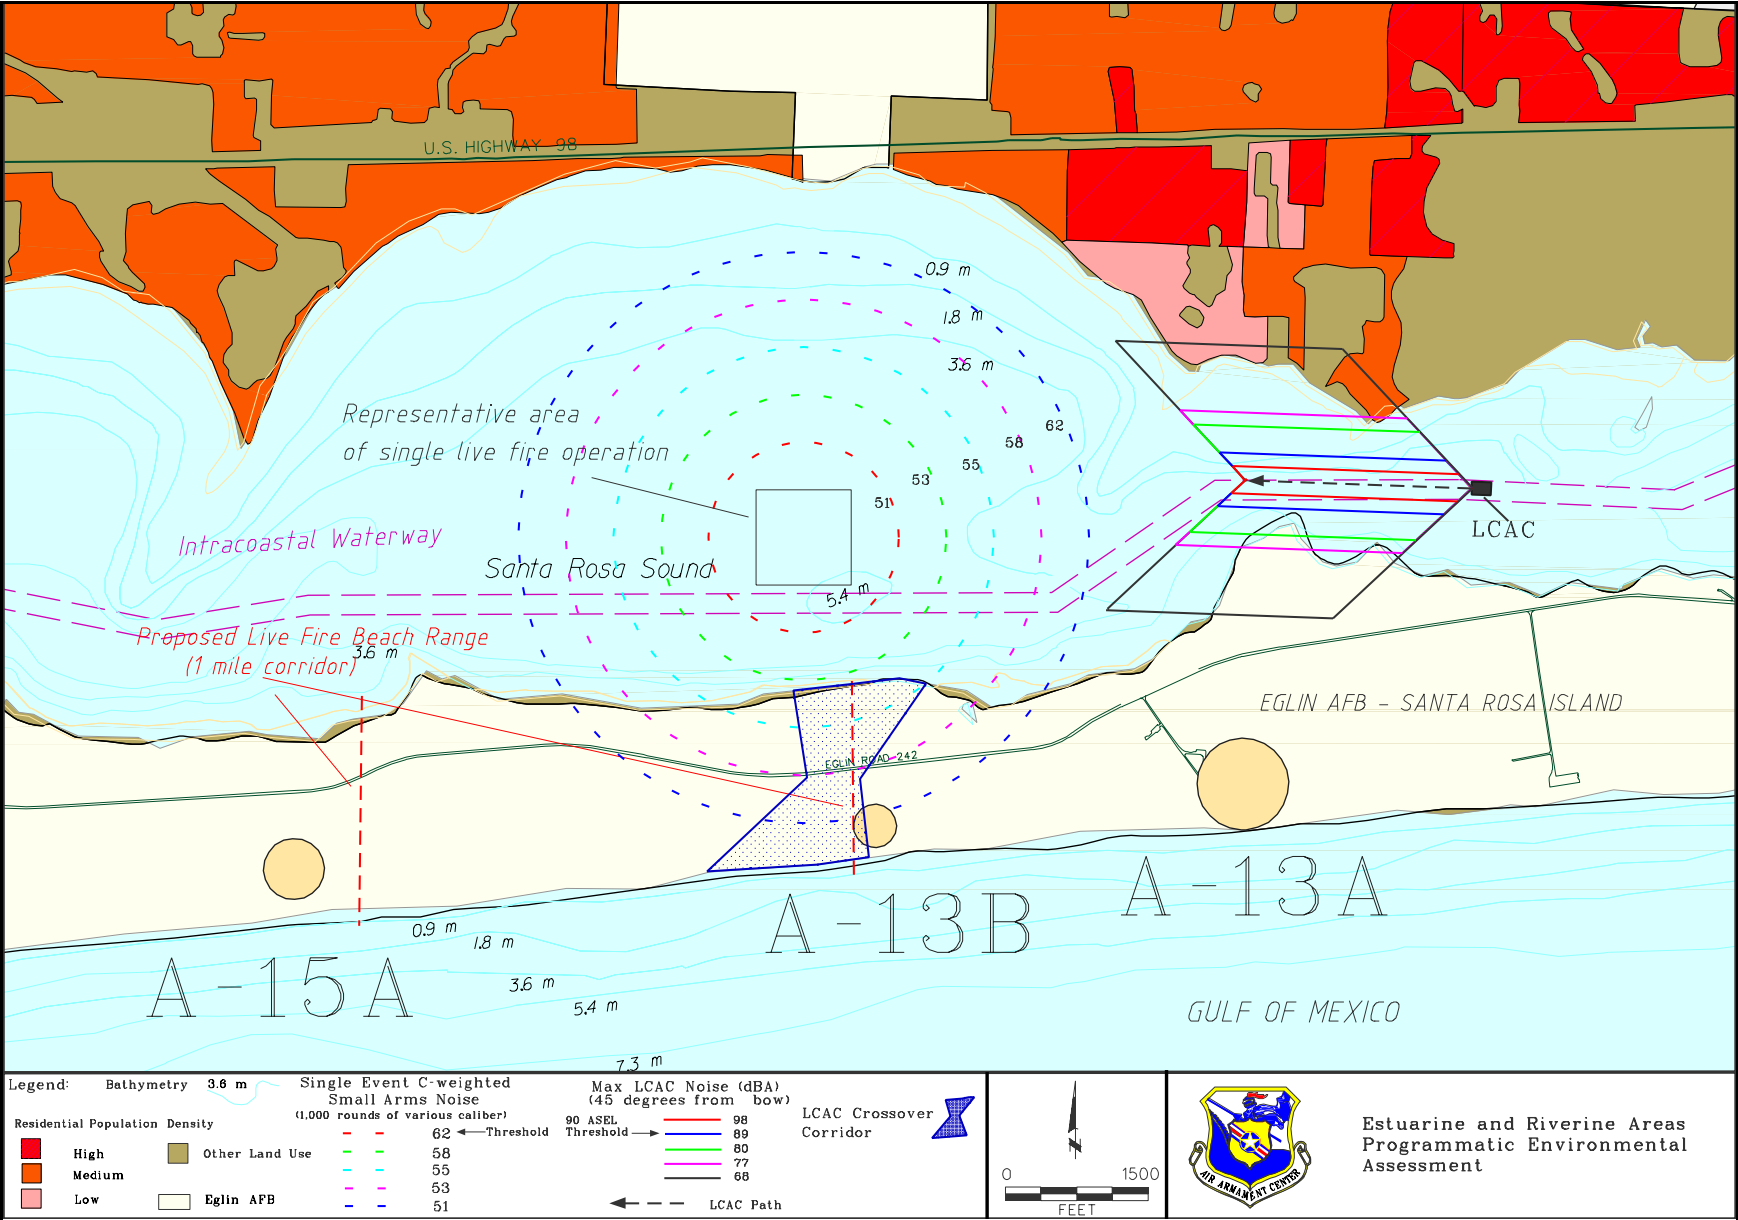 U.S. HIGHWAY 98
0.9 m
1.8 m
3.6 m
Representative area
of single live fire operation
62
58
55
53
51
LCAC
Intracoastal Waterway
Santa Rosa Sound
5.4 m
Proposed Live Fire Beach Range
(1 mile corridor)
3.6 m
EGLIN AFB - SANTA ROSA ISLAND
EGLIN ROAD 242
A-13A
A-13B
A-15A
0.9 m
1.8 m
3.6 m
5.4 m
7.3 m
GULF OF MEXICO
Legend:
Bathymetry 3.6 m
Residential Population Density
High
Medium
Low
Other Land Use
Eglin AFB
Single Event C-weighted
Small Arms Noise
(1,000 rounds of various caliber)
62 Threshold
58
55
53
51
Max LCAC Noise (dBA)
(45 degrees from bow)
90 ASEL
Threshold
98
89
80
77
68
LCAC Path
LCAC Crossover
Corridor
N
0 1500
FEET
AIR ARMAMENT CENTER
Estuarine and Riverine Areas
Programmatic Environmental
Assessment